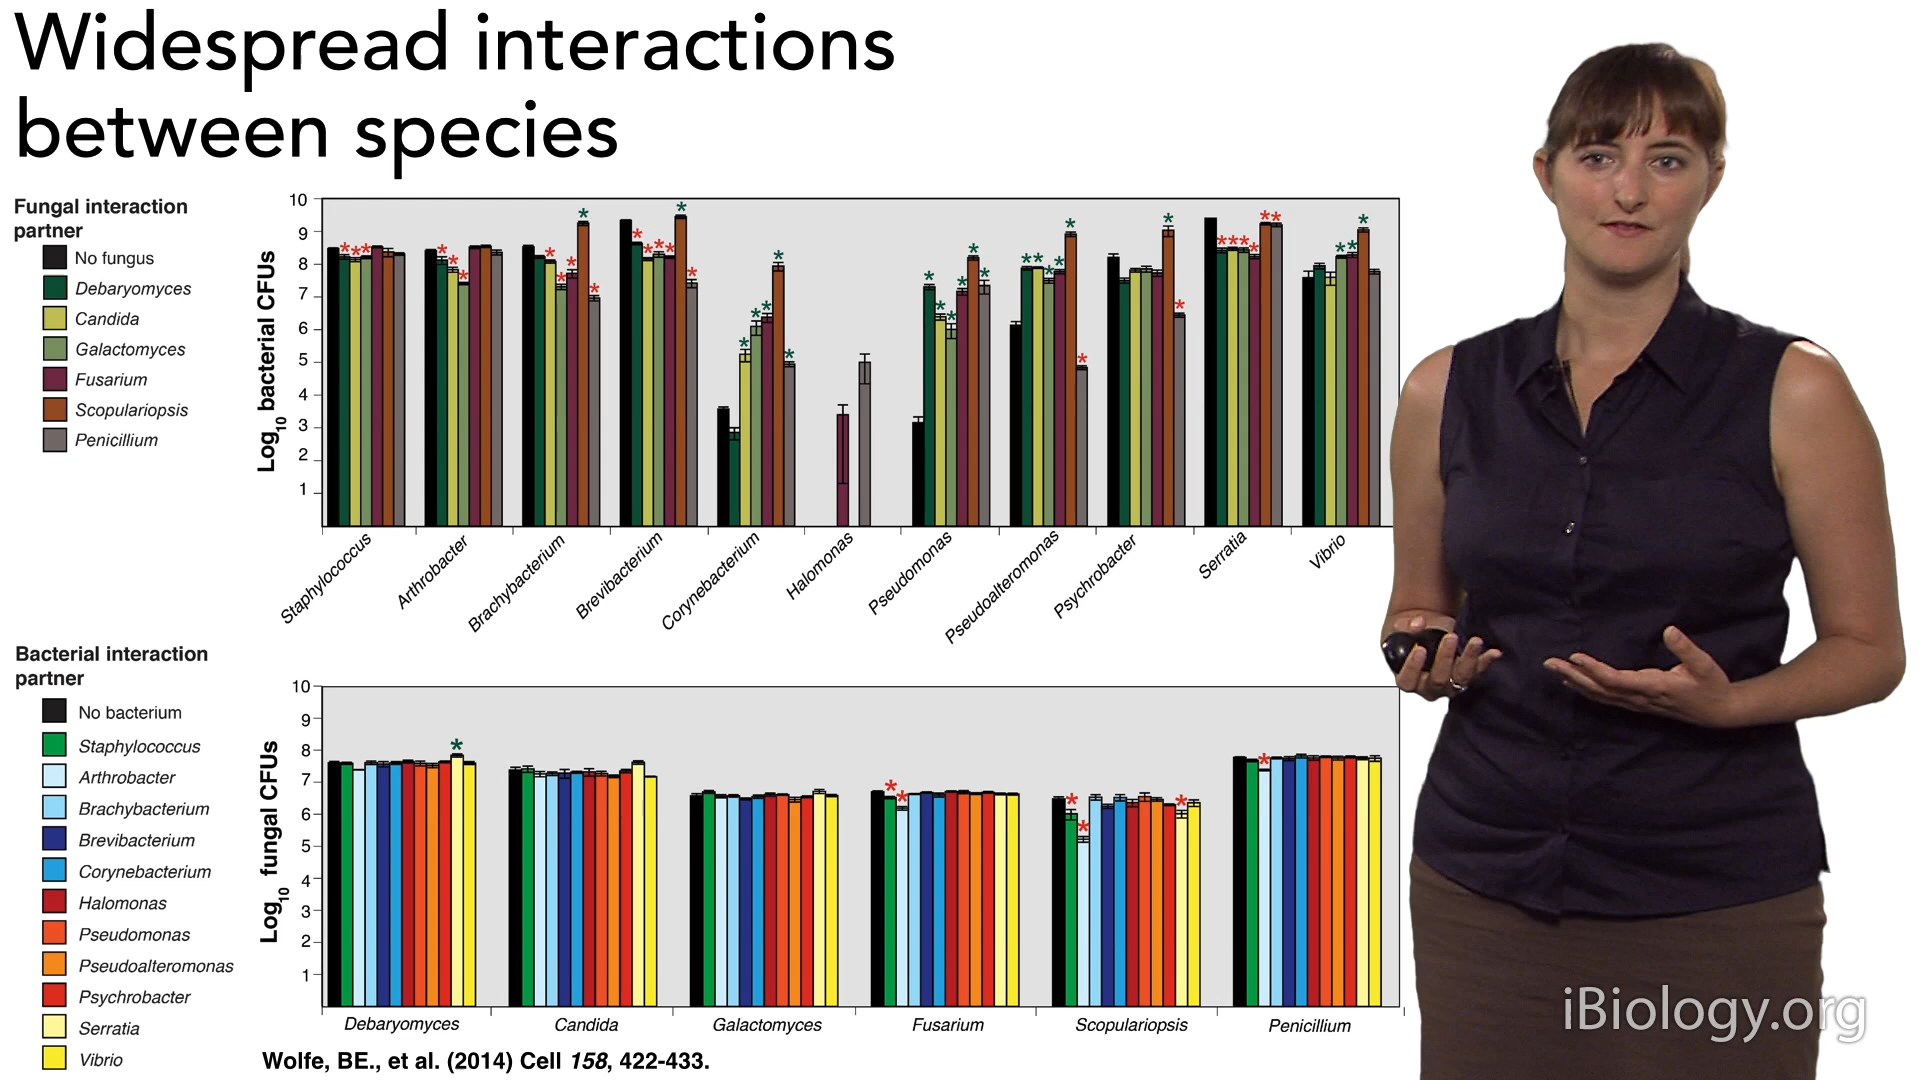 Widespread interactions
between species
Fungal interaction
partner
No fungus
Debaryomyces
Candida
Galactomyces
Fusarium
Scopulariopsis
Penicillium
Log10 bacterial CFUs
10
9
8
7
6
5
4
3
2
1
Staphylococcus
Arthrobacter
Brachybacterium
Brevibacterium
Corynebacterium
Halomonas
Pseudomonas
Pseudoalteromonas
Psychrobacter
Serratia
Vibrio
Bacterial interaction
partner
No bacterium
Staphylococcus
Arthrobacter
Brachybacterium
Brevibacterium
Corynebacterium
Halomonas
Pseudomonas
Pseudoalteromonas
Psychrobacter
Serratia
Vibrio
Log10 fungal CFUs
10
9
8
7
6
5
4
3
2
1
Debaryomyces
Candida
Galactomyces
Fusarium
Scopulariopsis
Penicillium
Wolfe, BE., et al. (2014) Cell 158, 422-433.
iBiology.org